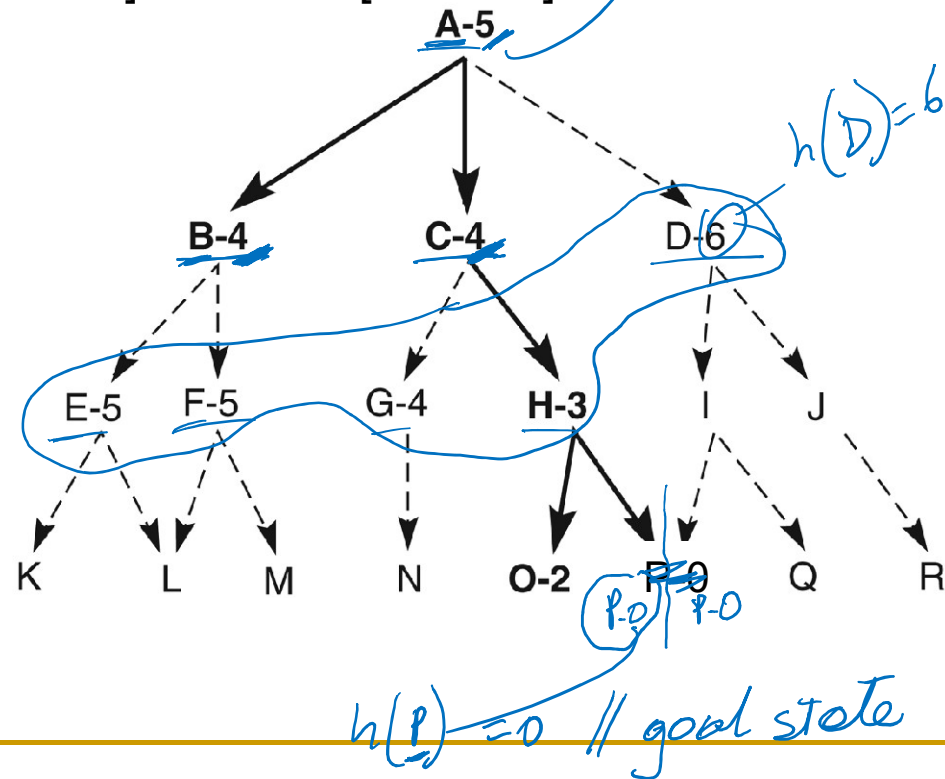 A-5
h(D)=6
B-4 C-4 D-6
E-5 F-5 G-4 H-3 I J
K L M N O-2 P-0 Q R
P-0 P-0
h(P) = 0 // goal state